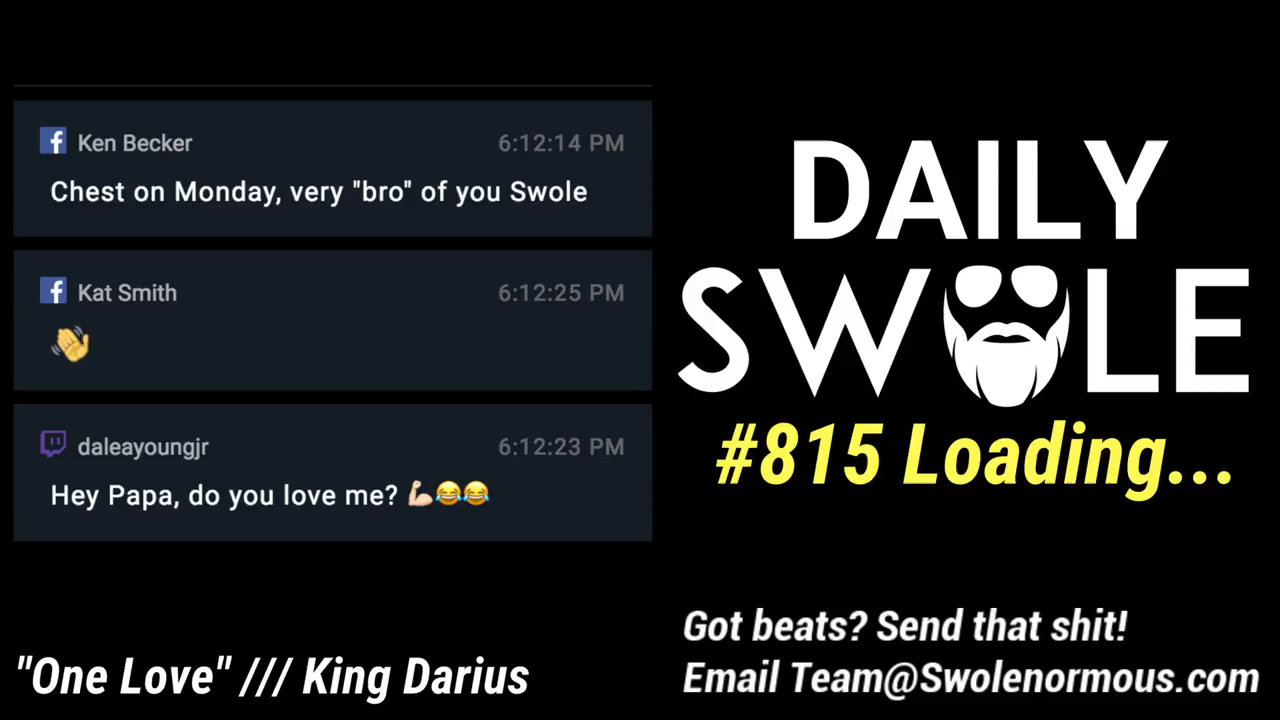 Ken Becker 6:12:14 PM
Chest on Monday, very "bro" of you Swole
Kat Smith 6:12:25 PM
👋
daleayoungjr 6:12:23 PM
Hey Papa, do you love me? 💪🏻😂😂
"One Love" /// King Darius
DAILY
SWOLE
#815 Loading...
Got beats? Send that shit!
Email Team@Swolenormous.com